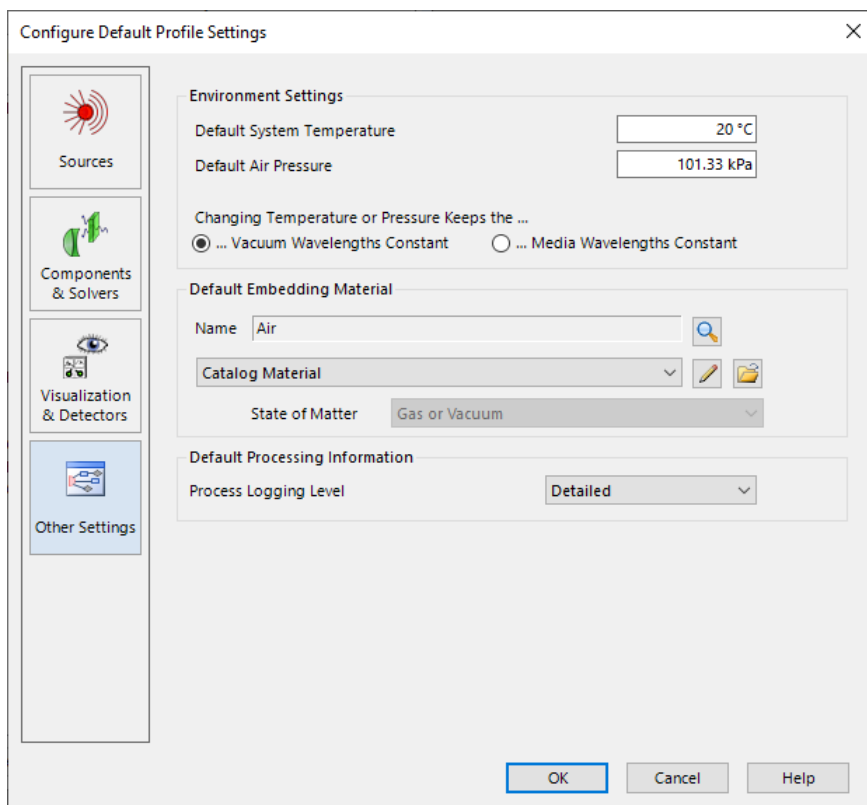 Configure Default Profile Settings
Sources
Components
& Solvers
Visualization
& Detectors
Other Settings
Environment Settings
Default System Temperature 20 °C
Default Air Pressure 101.33 kPa
Changing Temperature or Pressure Keeps the ...
... Vacuum Wavelengths Constant ... Media Wavelengths Constant
Default Embedding Material
Name Air
Catalog Material
State of Matter Gas or Vacuum
Default Processing Information
Process Logging Level Detailed
OK Cancel Help